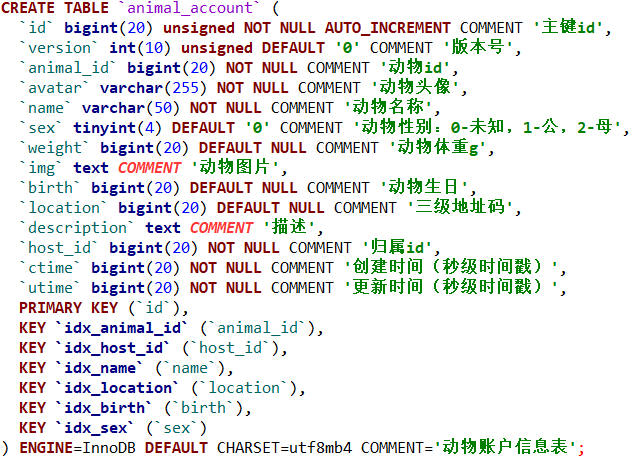 CREATE TABLE `animal_account` (
  `id` bigint(20) unsigned NOT NULL AUTO_INCREMENT COMMENT '主键id',
  `version` int(10) unsigned DEFAULT '0' COMMENT '版本号',
  `animal_id` bigint(20) NOT NULL COMMENT '动物id',
  `avatar` varchar(255) NOT NULL COMMENT '动物头像',
  `name` varchar(50) NOT NULL COMMENT '动物名称',
  `sex` tinyint(4) DEFAULT '0' COMMENT '动物性别：0-未知，1-公，2-母',
  `weight` bigint(20) DEFAULT NULL COMMENT '动物体重g',
  `img` text COMMENT '动物图片',
  `birth` bigint(20) DEFAULT NULL COMMENT '动物生日',
  `location` bigint(20) DEFAULT NULL COMMENT '三级地址码',
  `description` text COMMENT '描述',
  `host_id` bigint(20) NOT NULL COMMENT '归属id',
  `ctime` bigint(20) NOT NULL COMMENT '创建时间（秒级时间戳）',
  `utime` bigint(20) NOT NULL COMMENT '更新时间（秒级时间戳）',
  PRIMARY KEY (`id`),
  KEY `idx_animal_id` (`animal_id`),
  KEY `idx_host_id` (`host_id`),
  KEY `idx_name` (`name`),
  KEY `idx_location` (`location`),
  KEY `idx_birth` (`birth`),
  KEY `idx_sex` (`sex`)
) ENGINE=InnoDB DEFAULT CHARSET=utf8mb4 COMMENT='动物账户信息表';